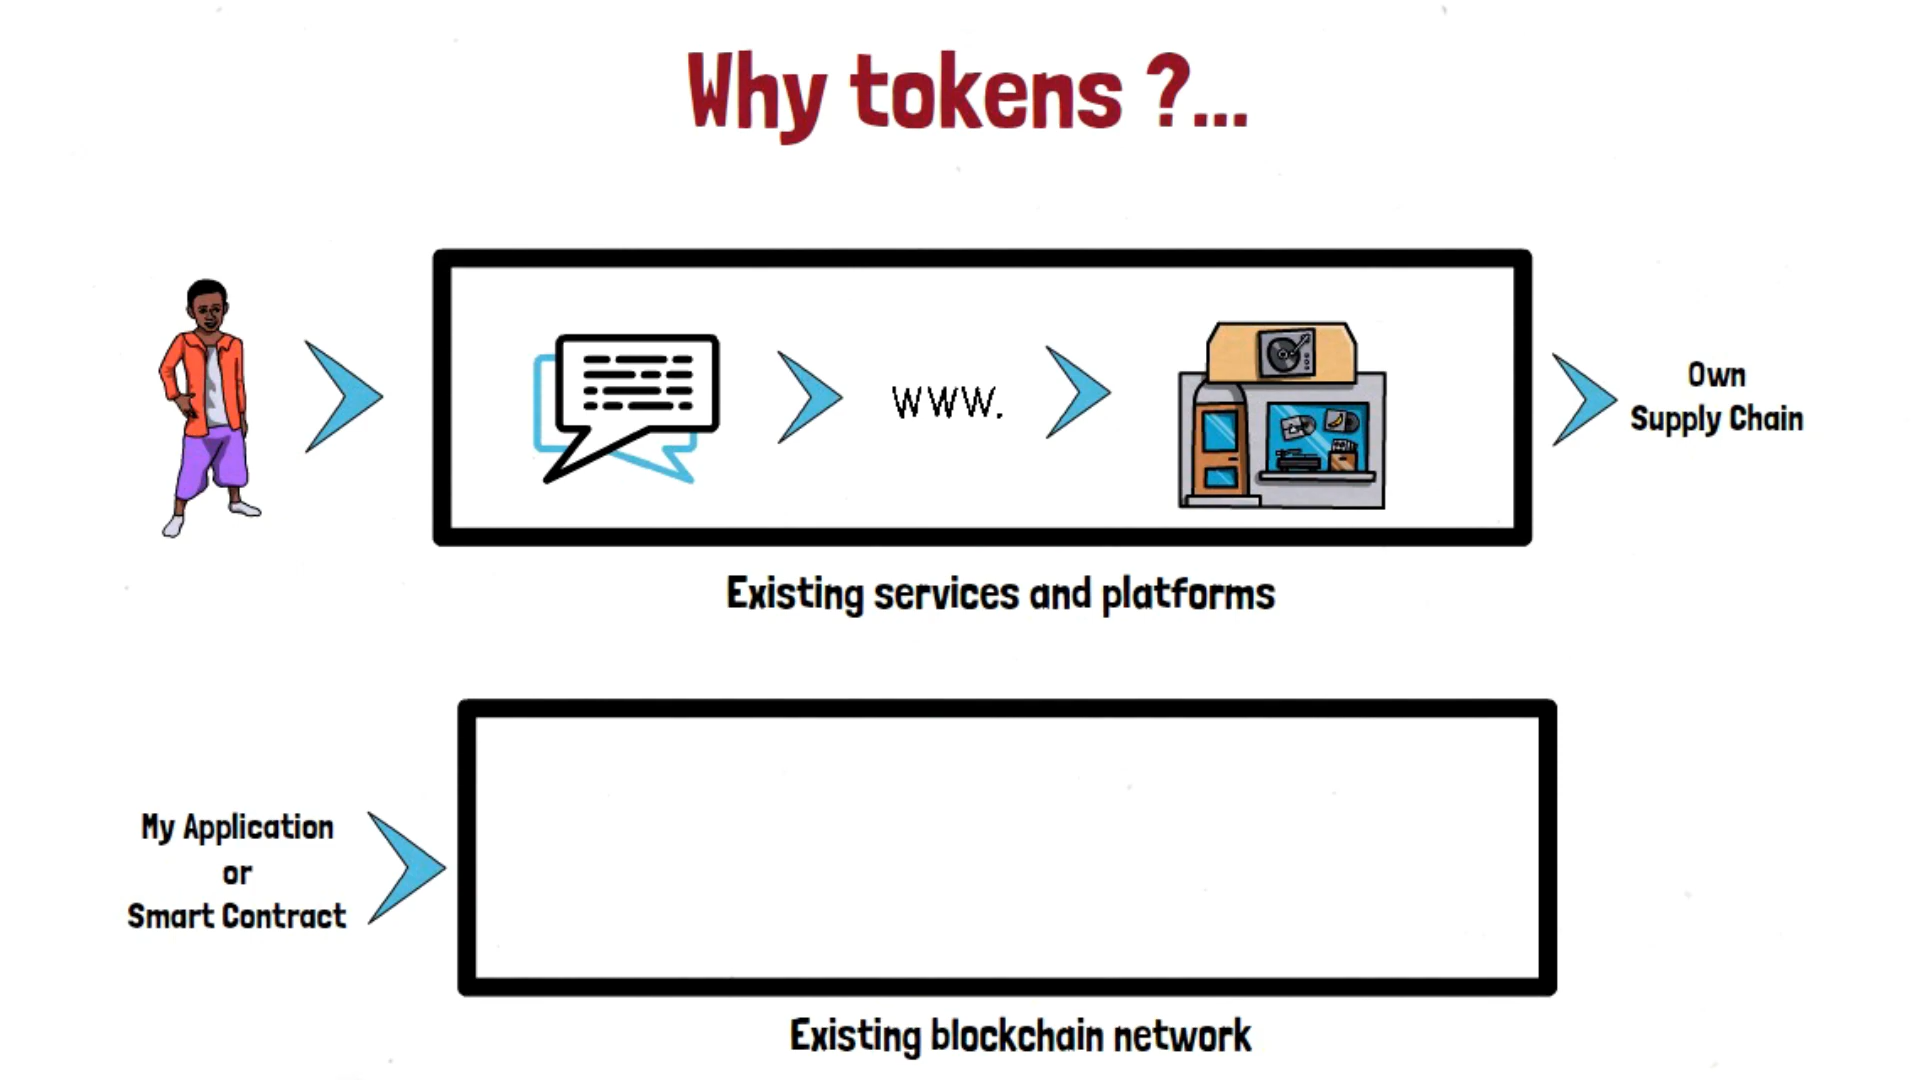 Why tokens ?...
www.
Own
Supply Chain
Existing services and platforms
My Application
or
Smart Contract
Existing blockchain network